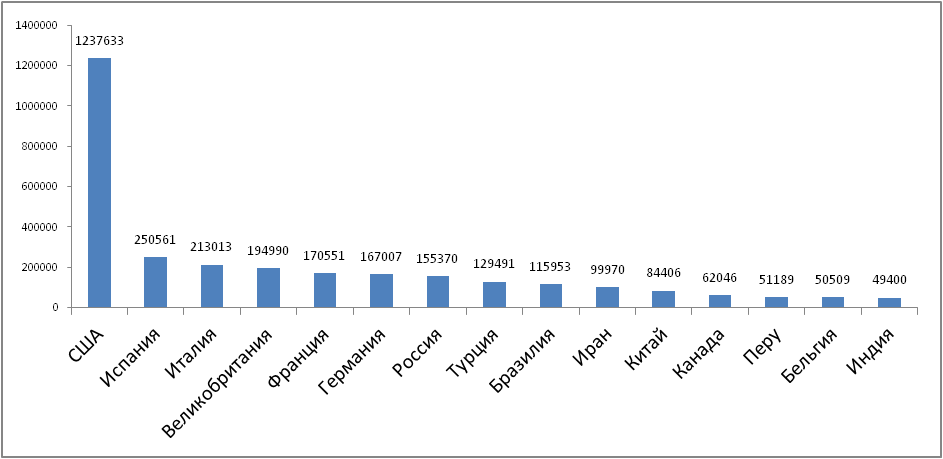 1400000
1200000
1000000
800000
600000
400000
200000
0
1237633
250561
213013
194990
170551
167007
155370
129491
115953
99970
84406
62046
51189
50509
49400
США
Испания
Италия
Великобритания
Франция
Германия
Россия
Турция
Бразилия
Иран
Китай
Канада
Перу
Бельгия
Индия